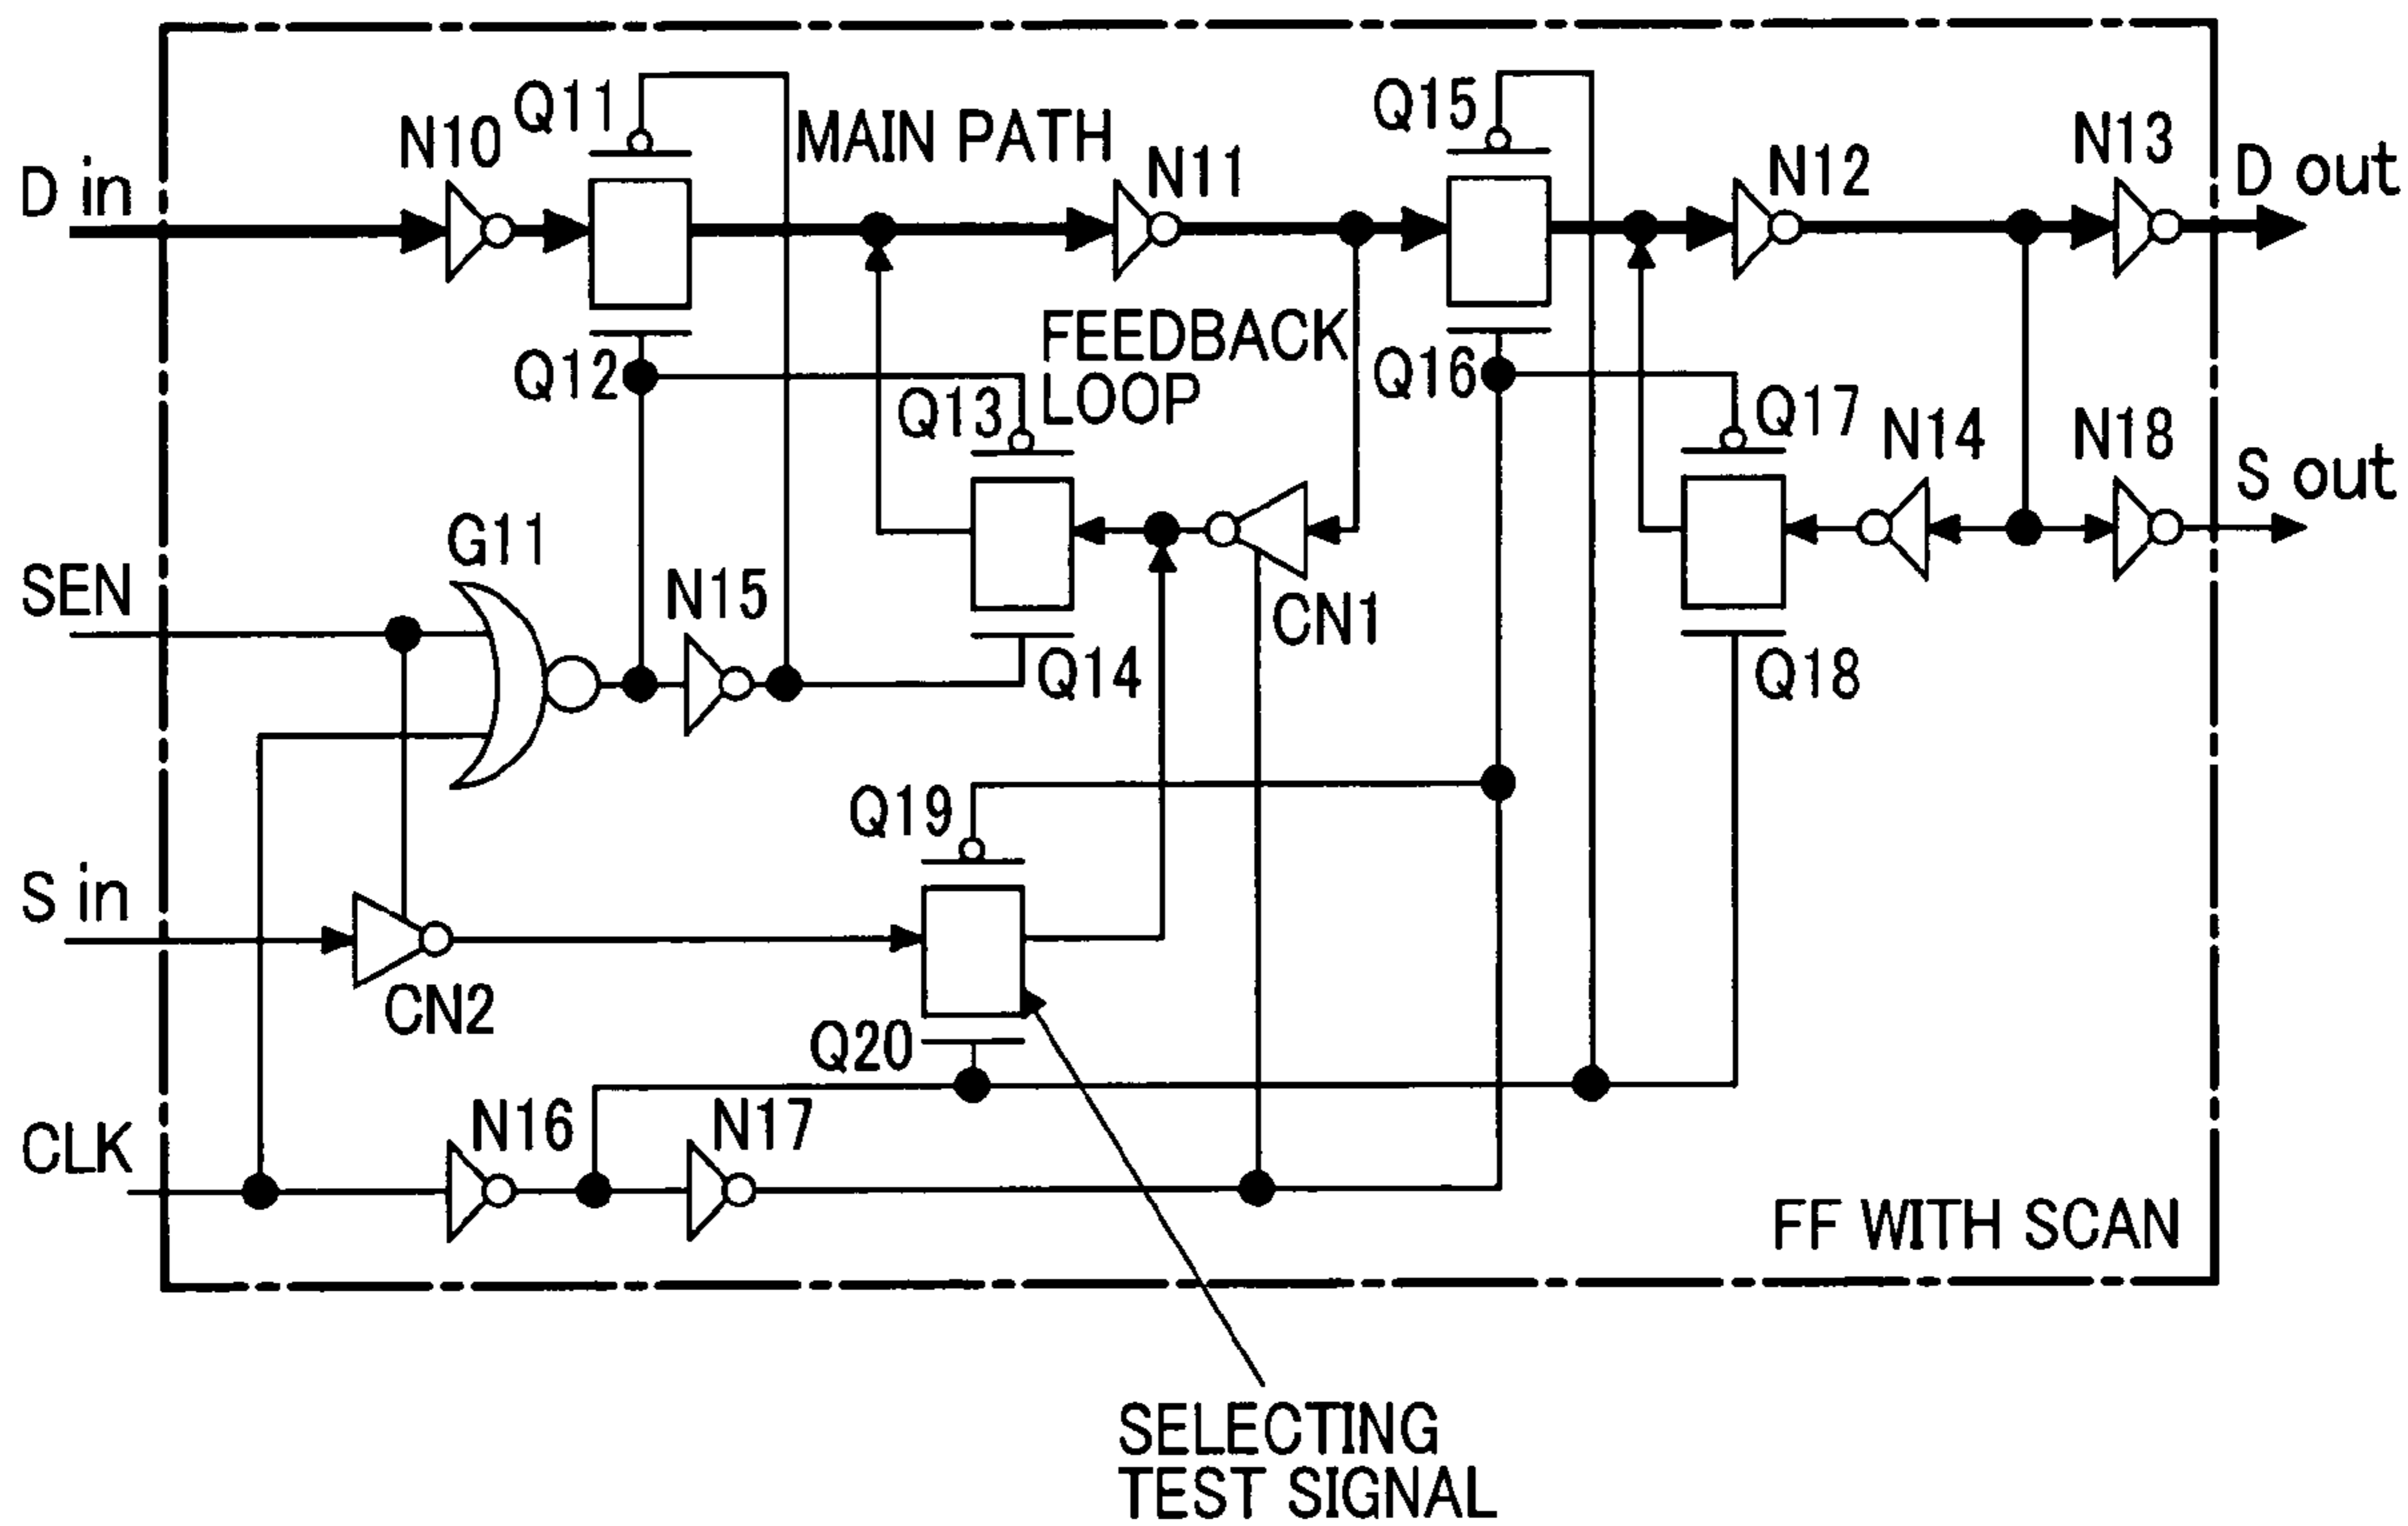 Q11
Q15
N10
MAIN PATH
N11
N12
N13
D in
D out
FEEDBACK
LOOP
Q12
Q13
Q16
Q17
N14
N18
S out
G11
SEN
N15
CN1
Q14
Q18
Q19
S in
CN2
Q20
CLK
N16
N17
FF WITH SCAN
SELECTING
TEST SIGNAL